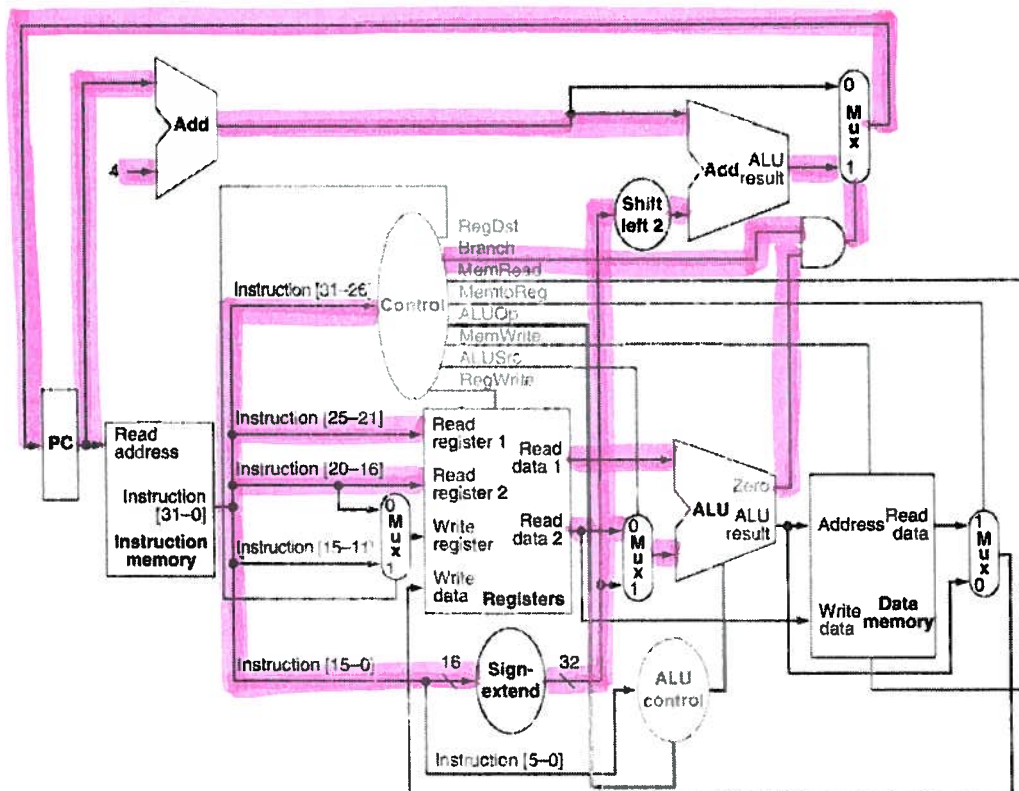 0
M
u
x
1
Add
4
Add
ALU
result
Shift
left 2
RegDst
Branch
MemRead
MemtoReg
ALUOp
MemWrite
ALUSrc
RegWrite
Instruction [31–26]
Control
PC
Read
address
Instruction
[31–0]
Instruction
memory
Instruction [25–21]
Instruction [20–16]
Instruction [15–11]
Instruction [15–0]
0
M
u
x
1
Read
register 1
Read
register 2
Write
register
Write
data
Read
data 1
Read
data 2
Registers
0
M
u
x
1
Zero
ALU
ALU
result
Address
Read
data
Write
data
Data
memory
1
M
u
x
0
16
Sign-
extend
32
ALU
control
Instruction [5–0]